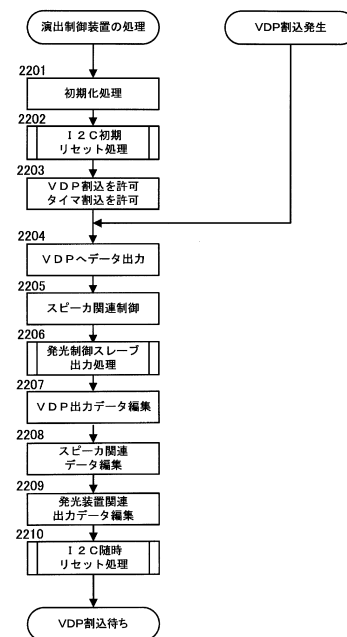 演出制御装置の処理
VDP割込発生
2201
初期化処理
2202
I2C初期
リセット処理
2203
VDP割込を許可
タイマ割込を許可
2204
VDPへデータ出力
2205
スピーカ関連制御
2206
発光制御スレーブ
出力処理
2207
VDP出力データ編集
2208
スピーカ関連
データ編集
2209
発光装置関連
出力データ編集
2210
I2C随時
リセット処理
VDP割込待ち